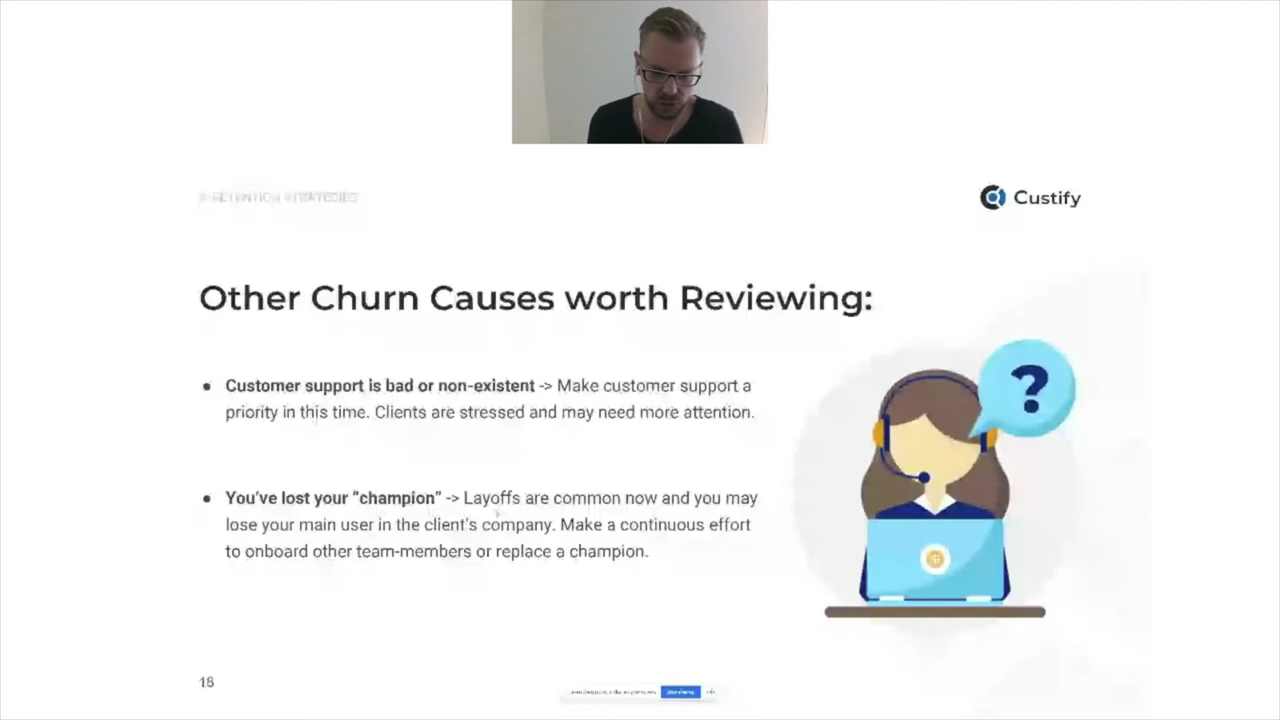 RETENTION STRATEGIES
Custify
Other Churn Causes worth Reviewing:
● Customer support is bad or non-existent -> Make customer support a
priority in this time. Clients are stressed and may need more attention.
?
● You've lost your “champion” -> Layoffs are common now and you may
lose your main user in the client's company. Make a continuous effort
to onboard other team-members or replace a champion.
18